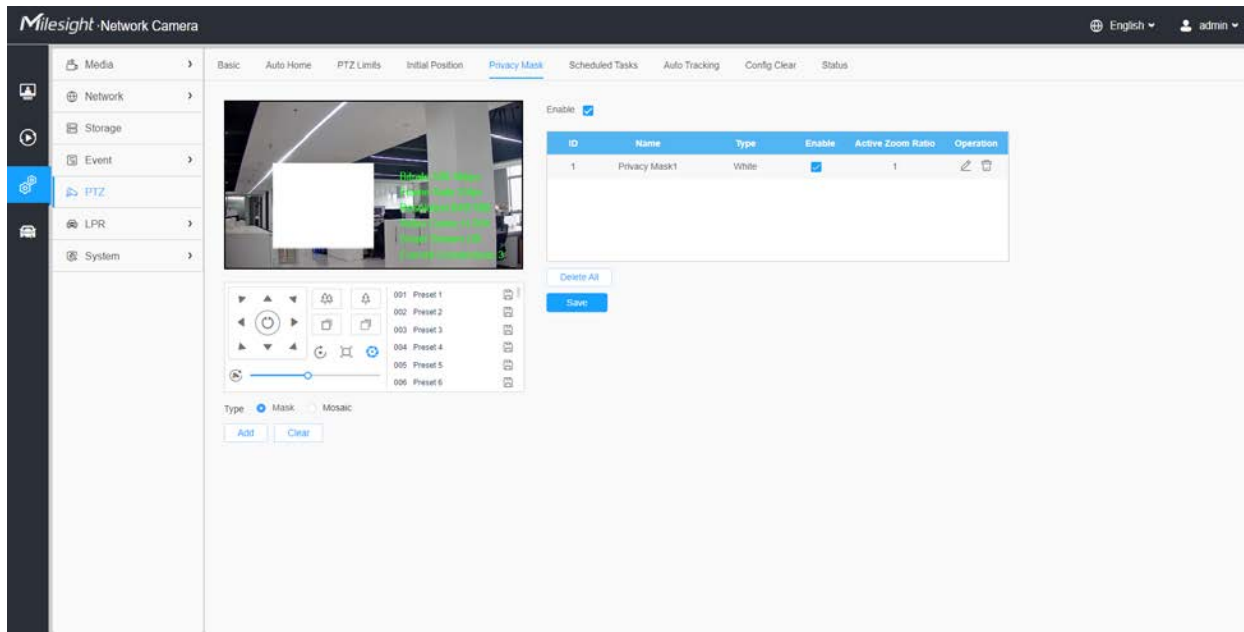 Milesight Network Camera
English
admin
Media
Network
Storage
Event
PTZ
LPR
System
Basic Auto Home PTZ Limits Initial Position Privacy Mask Scheduled Tasks Auto Tracking Config Clear Status
Enable
ID Name Type Enable Active Zoom Ratio Operation
1 Privacy Mask1 White 1
Delete All
Save
001 Preset 1
002 Preset 2
003 Preset 3
004 Preset 4
005 Preset 5
006 Preset 6
Type Mask Mosaic
Add Clear